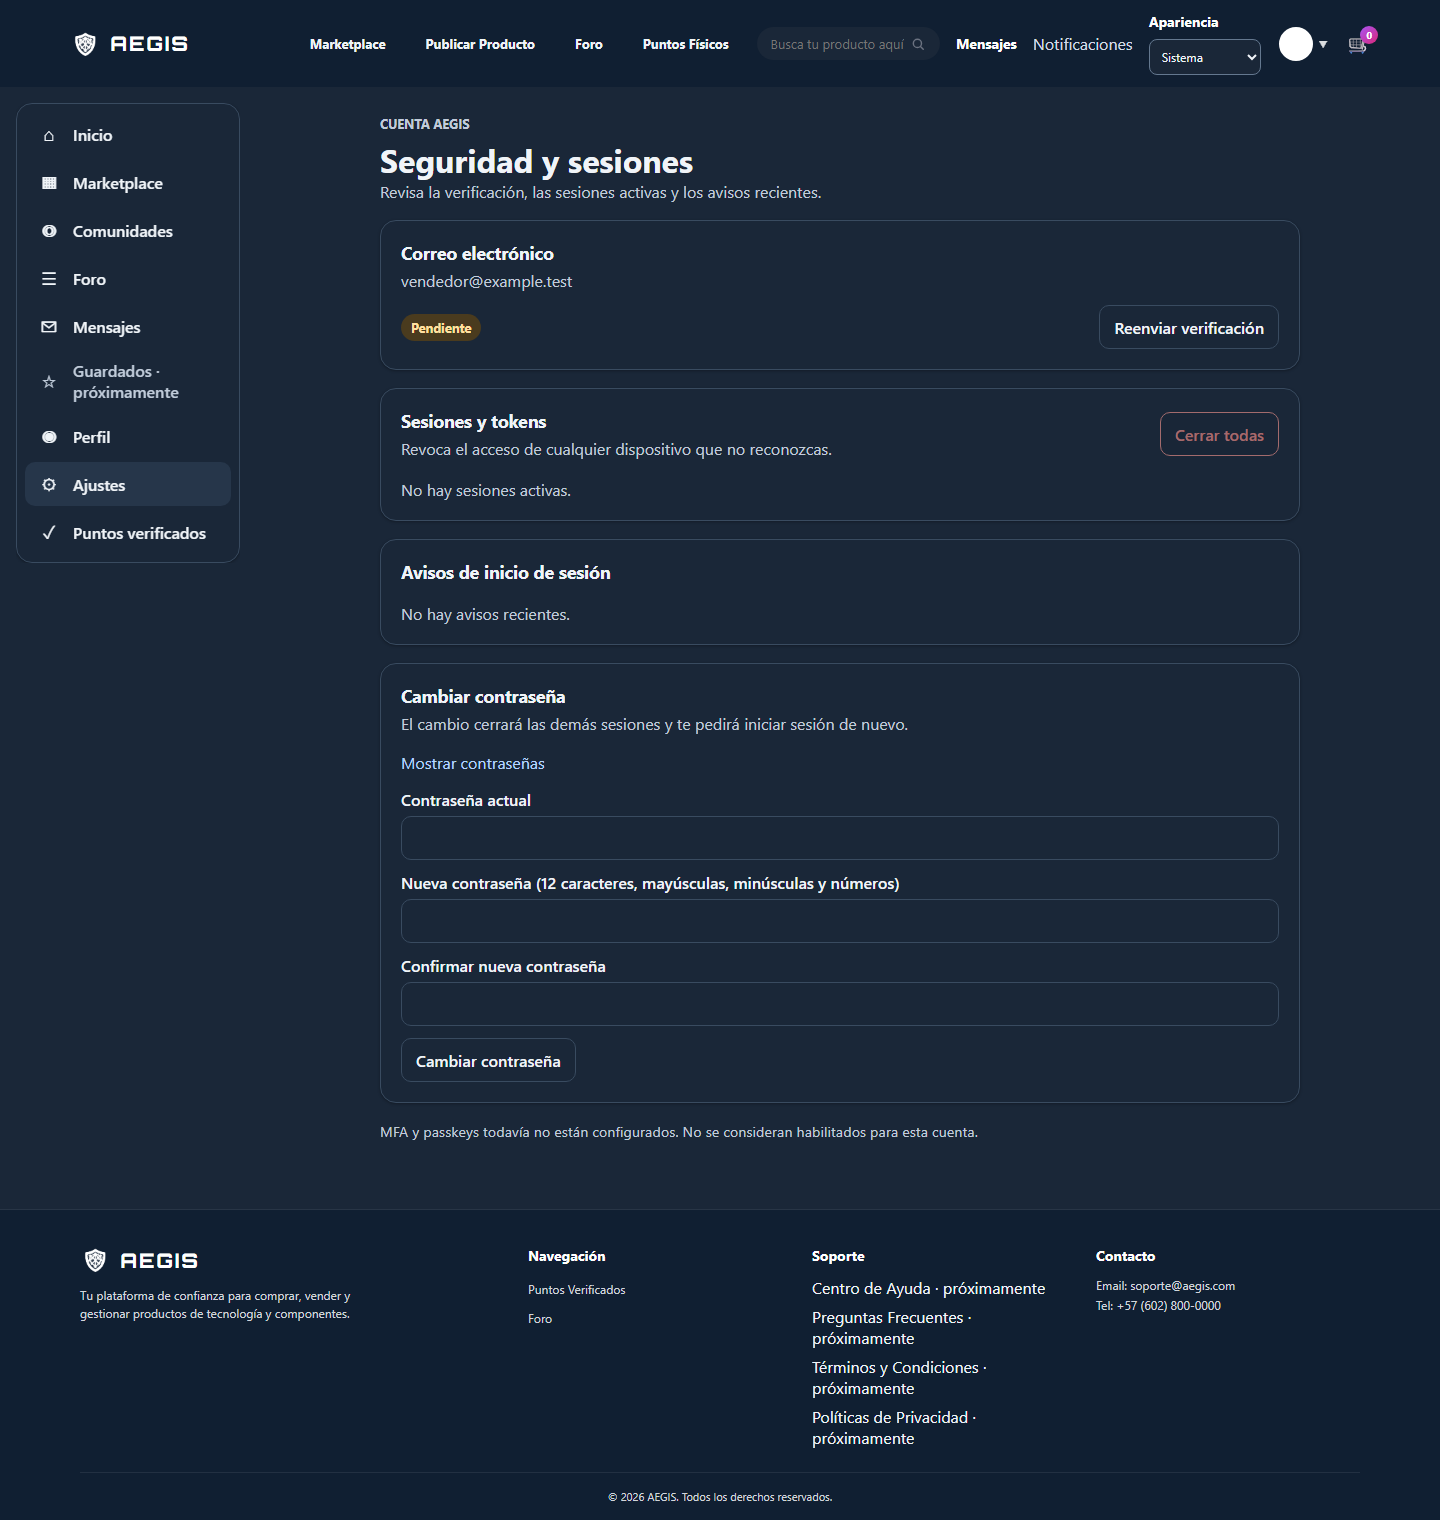 AEGIS
Marketplace
Publicar Producto
Foro
Puntos Físicos
Busca tu producto aquí
Mensajes
Notificaciones
Apariencia
Sistema
0
Inicio
Marketplace
Comunidades
Foro
Mensajes
Guardados ·
próximamente
Perfil
Ajustes
Puntos verificados
CUENTA AEGIS
Seguridad y sesiones
Revisa la verificación, las sesiones activas y los avisos recientes.
Correo electrónico
vendedor@example.test
Pendiente
Reenviar verificación
Sesiones y tokens
Revoca el acceso de cualquier dispositivo que no reconozcas.
Cerrar todas
No hay sesiones activas.
Avisos de inicio de sesión
No hay avisos recientes.
Cambiar contraseña
El cambio cerrará las demás sesiones y te pedirá iniciar sesión de nuevo.
Mostrar contraseñas
Contraseña actual
Nueva contraseña (12 caracteres, mayúsculas, minúsculas y números)
Confirmar nueva contraseña
Cambiar contraseña
MFA y passkeys todavía no están configurados. No se consideran habilitados para esta cuenta.
AEGIS
Tu plataforma de confianza para comprar, vender y
gestionar productos de tecnología y componentes.
Navegación
Puntos Verificados
Foro
Soporte
Centro de Ayuda · próximamente
Preguntas Frecuentes ·
próximamente
Términos y Condiciones ·
próximamente
Políticas de Privacidad ·
próximamente
Contacto
Email: soporte@aegis.com
Tel: +57 (602) 800-0000
© 2026 AEGIS. Todos los derechos reservados.